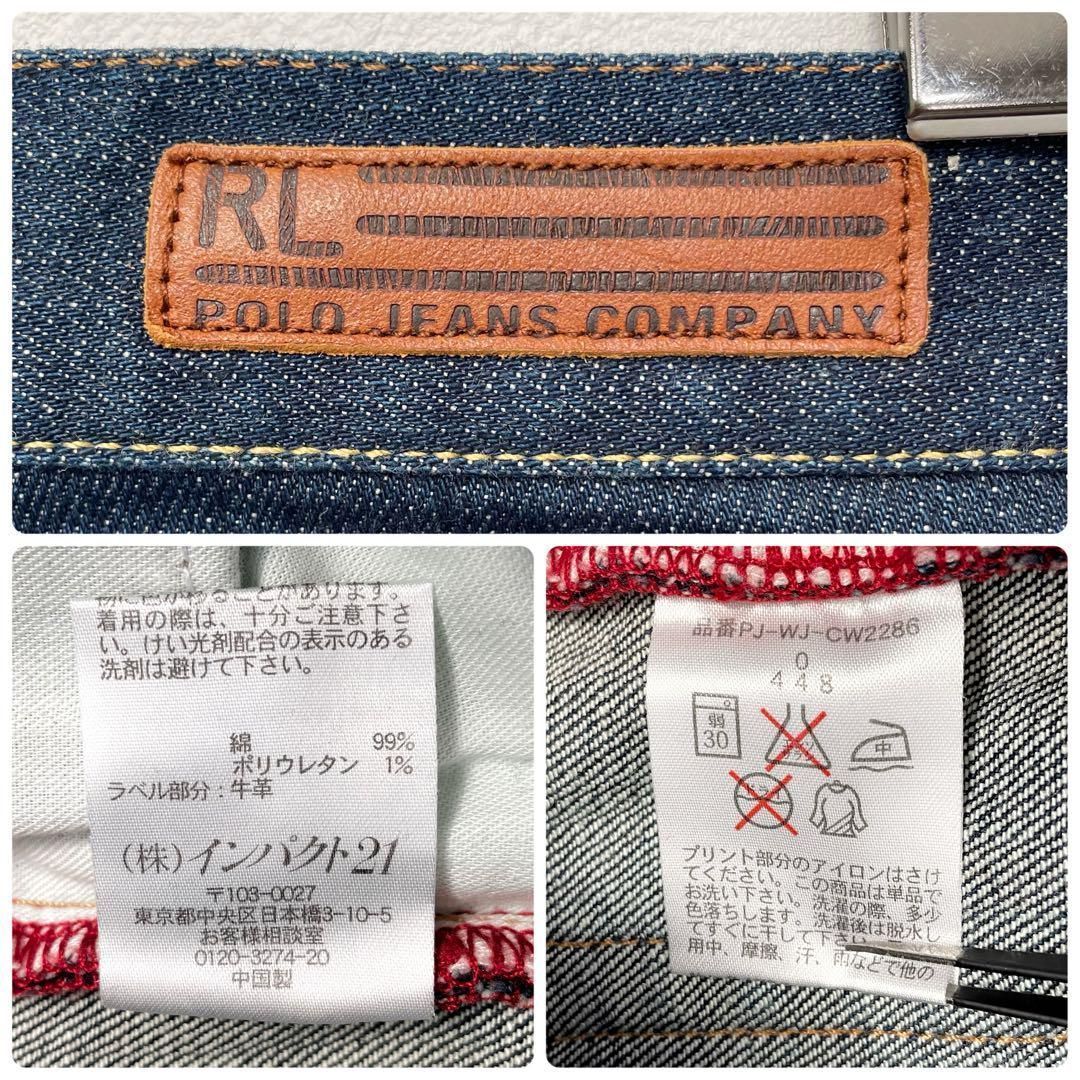 RL
POLO JEANS COMPANY
着用の際は、十分ご注意下さ
い。けい光剤配合の表示のある
洗剤は避けて下さい。
綿 99%
ポリウレタン 1%
ラベル部分:牛革
(株)インパクト21
〒103-0027
東京都中央区日本橋3-10-5
お客様相談室
0120-3274-20
中国製
品番PJ-WJ-CW2286
0
4 4 8
弱
30
中
プリント部分のアイロンはさけ
てください。この商品は単品で
お洗い下さい。洗濯の際、多少
色落ちします。洗濯後は脱水し
てすぐに干して下さい。
用中、摩擦、汗、雨などで他の